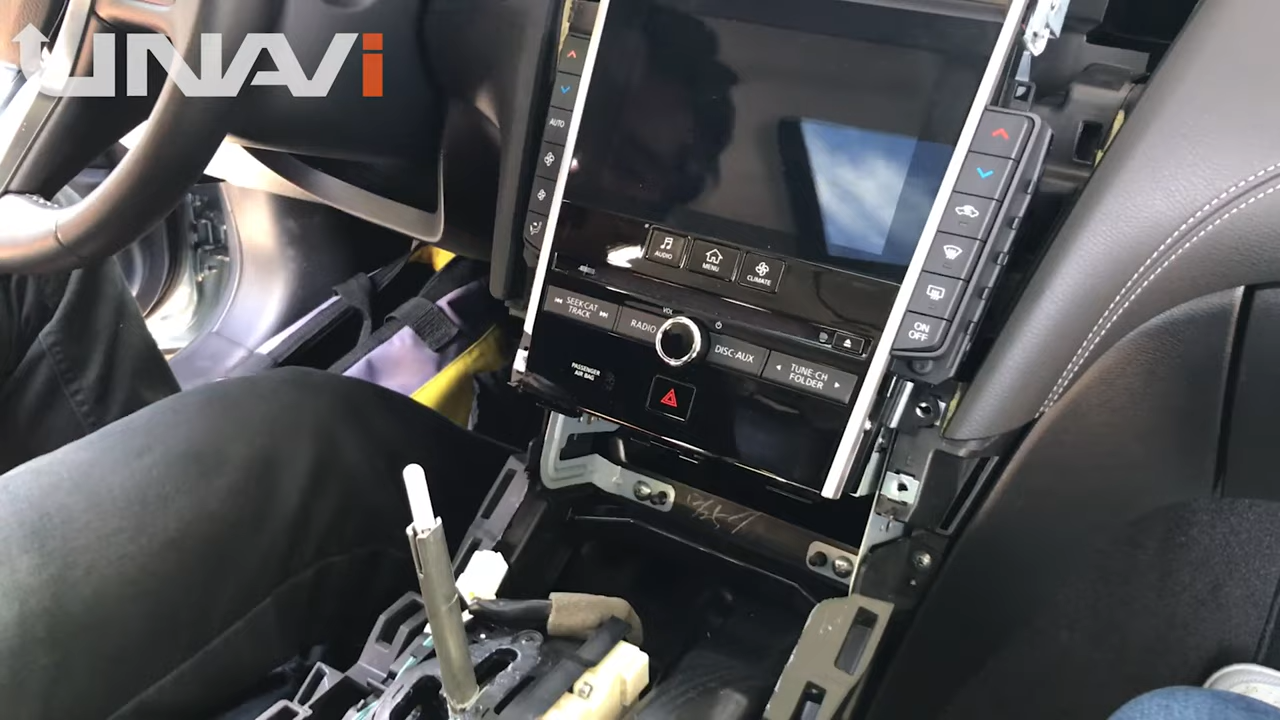 UNAVi
AUTO
AUDIO
MENU
CLIMATE
SEEK·CAT
TRACK
VOL
RADIO
DISC·AUX
TUNE·CH
FOLDER
PASSENGER
AIR BAG
ON
OFF